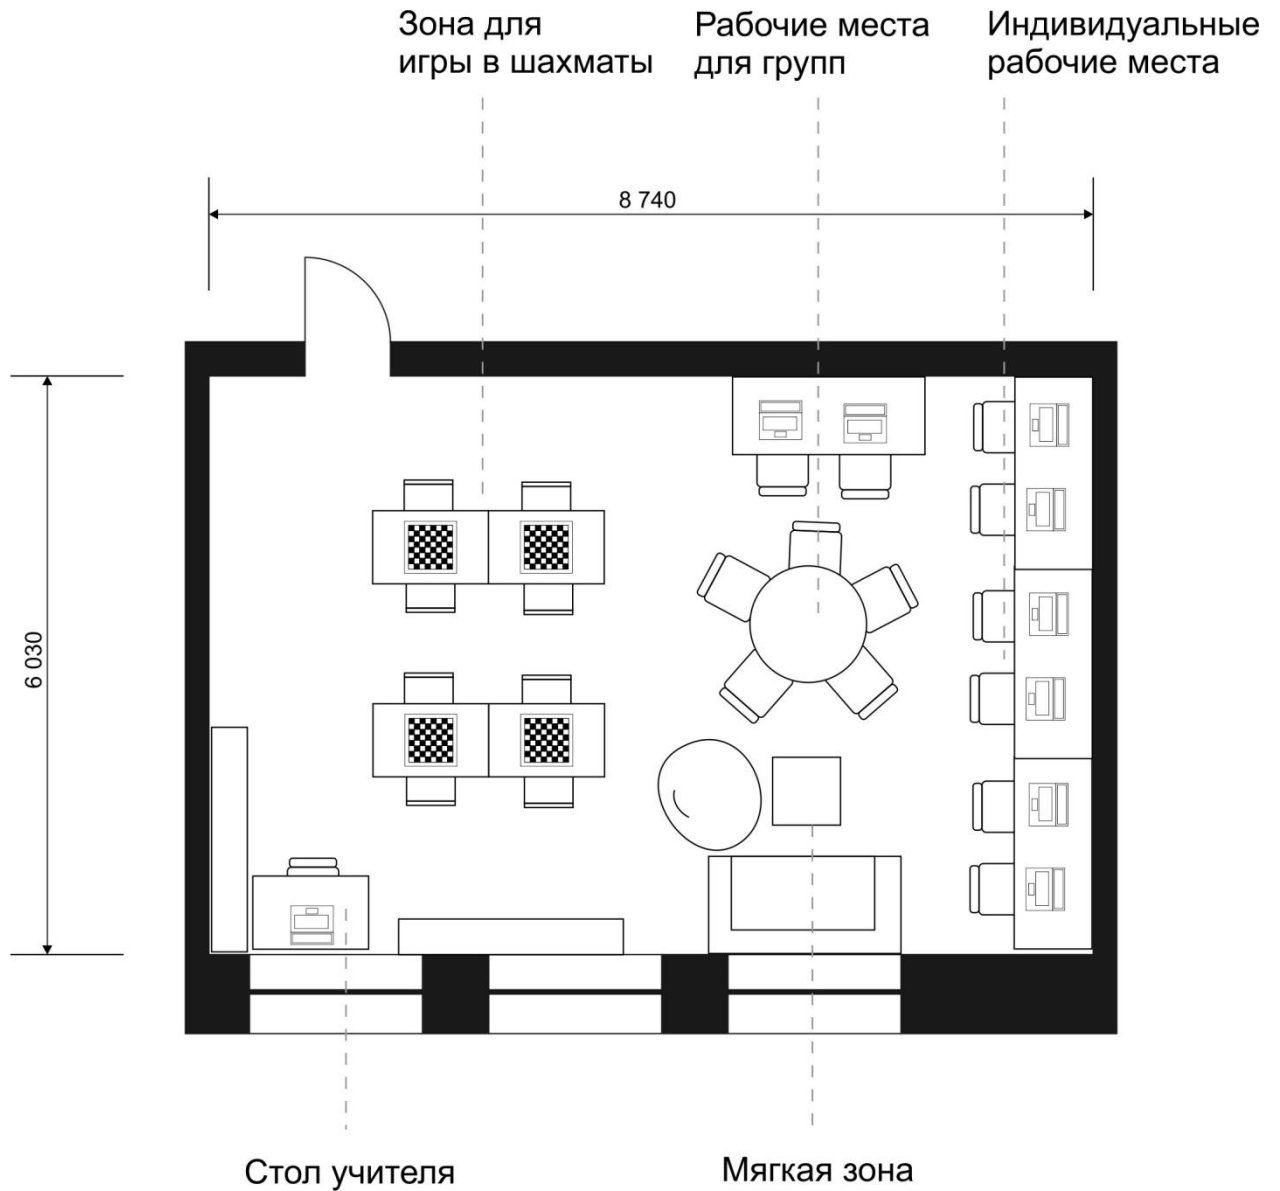 Зона для
игры в шахматы
Рабочие места
для групп
Индивидуальные
рабочие места
8 740
6 030
Стол учителя
Мягкая зона